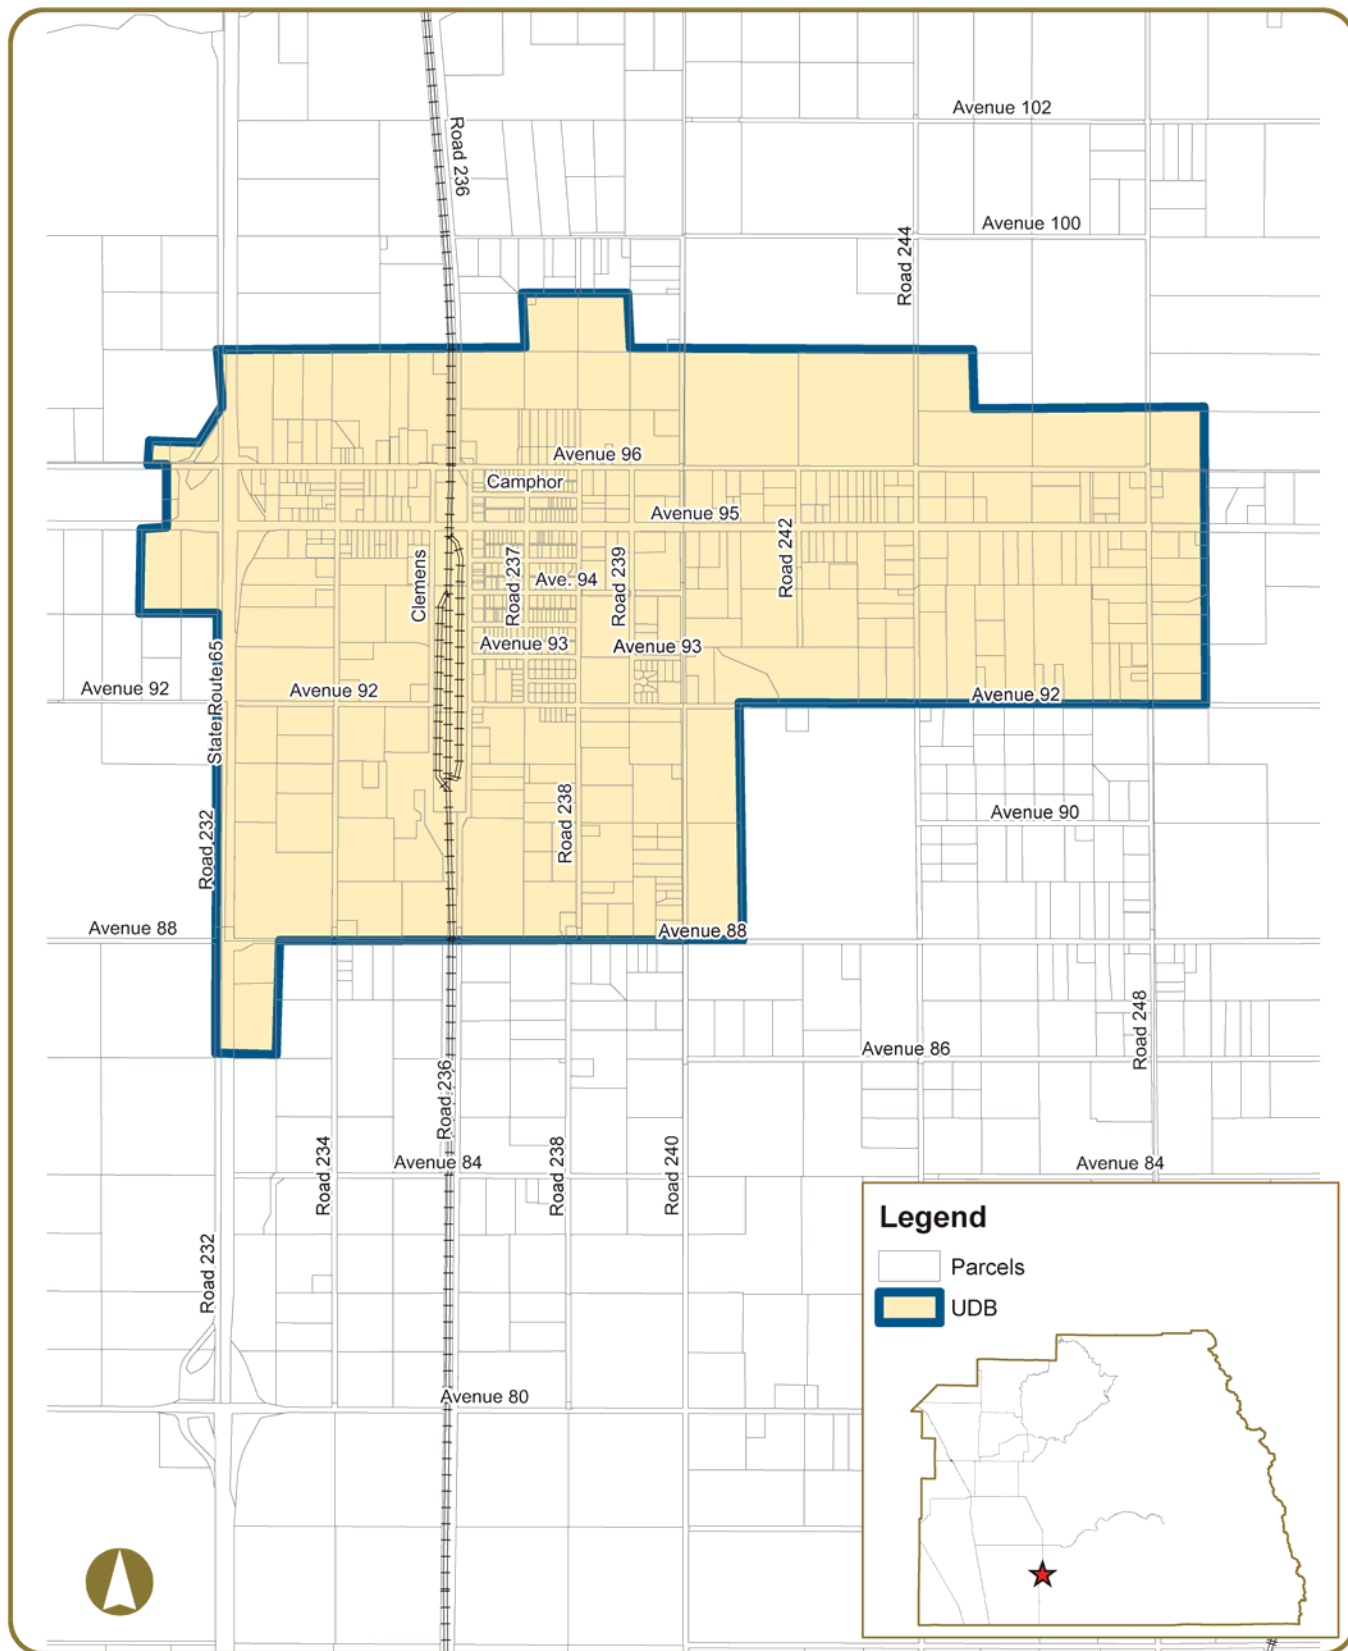 Avenue 102
Road 236
Avenue 100
Road 244
Avenue 96
Camphor
Avenue 95
Road 242
Clemens
Road 237
Ave. 94
Road 239
Avenue 93
Avenue 93
State Route 65
Avenue 92
Avenue 92
Avenue 92
Road 232
Road 238
Avenue 90
Avenue 88
Avenue 88
Road 248
Avenue 86
Road 236
Road 234
Avenue 84
Road 238
Road 240
Avenue 84
Road 232
Avenue 80
Legend
Parcels
UDB